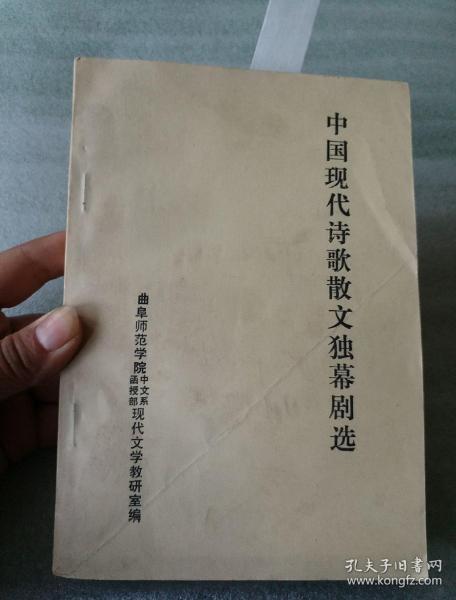 中国现代诗歌散文独幕剧选
曲阜师范学院中文系函授部现代文学教研室编
孔夫子旧书网
www.kongfz.com